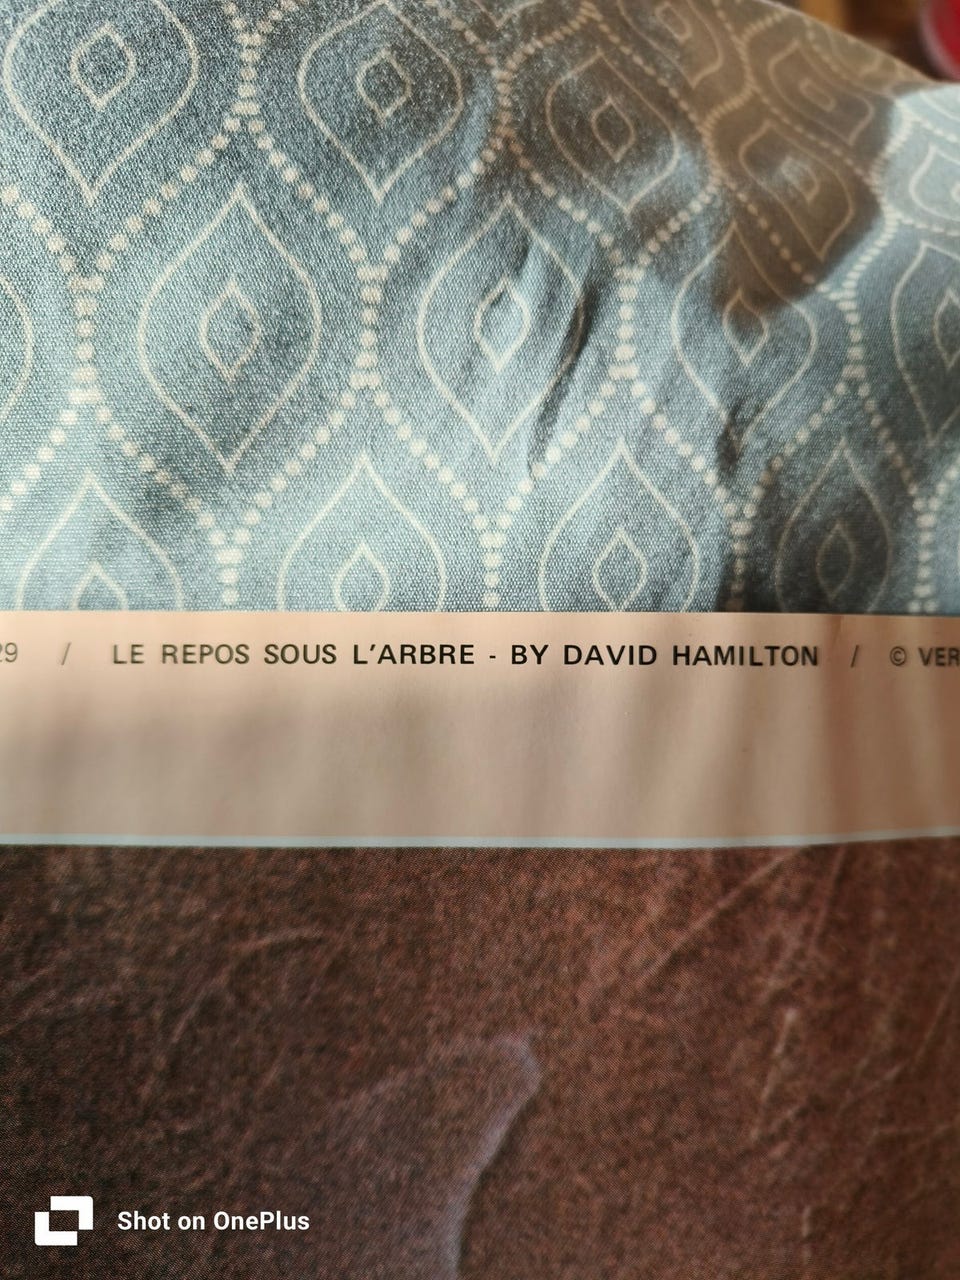 29 / LE REPOS SOUS L'ARBRE - BY DAVID HAMILTON / © VER
Shot on OnePlus